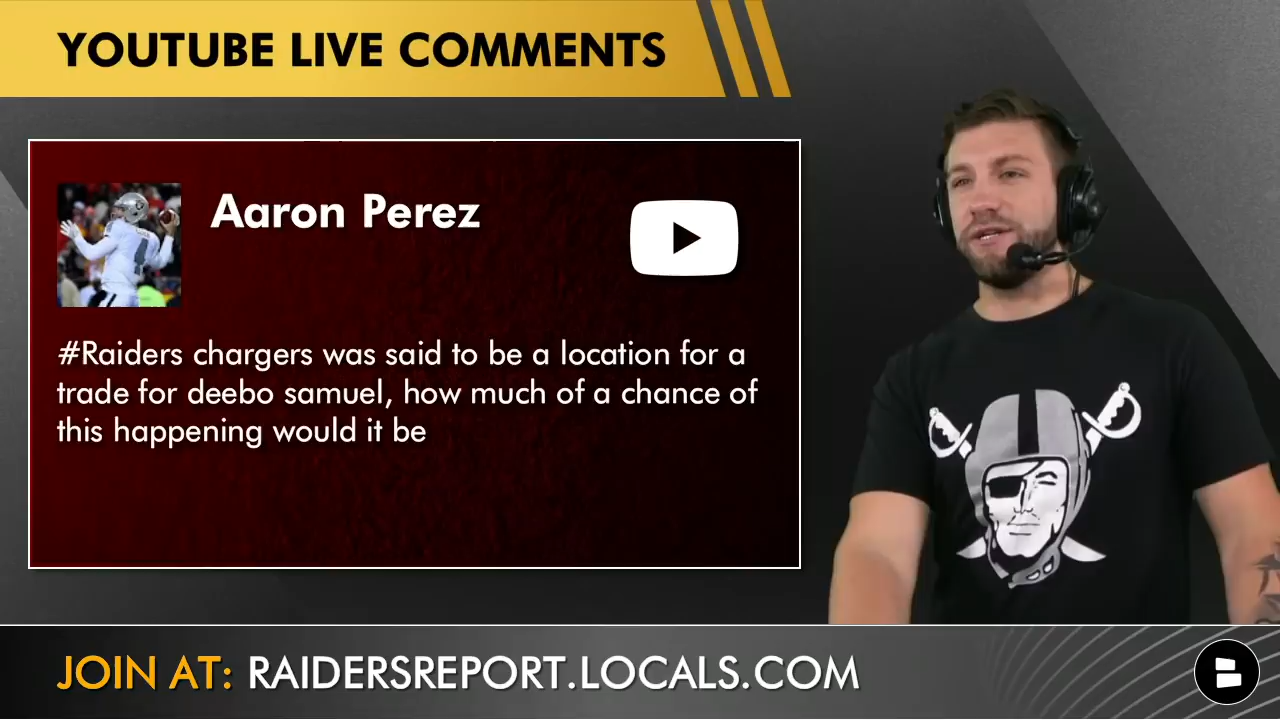 YOUTUBE LIVE COMMENTS
Aaron Perez
#Raiders chargers was said to be a location for a
trade for deebo samuel, how much of a chance of
this happening would it be
JOIN AT: RAIDERSREPORT.LOCALS.COM